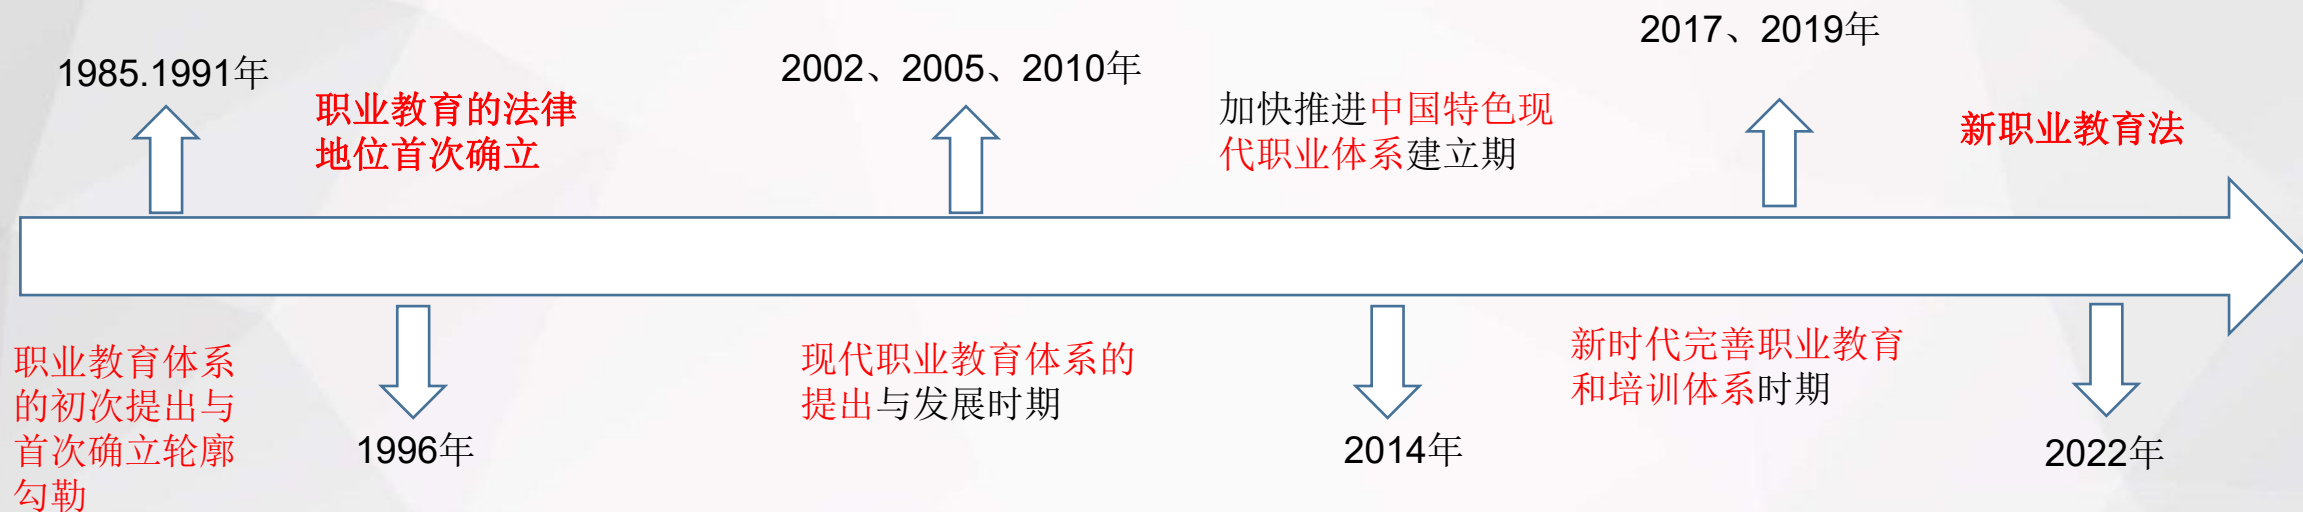 1985.1991年
职业教育体系
的初次提出与
首次确立轮廓
勾勒
职业教育的法律
地位首次确立
1996年
2002、2005、2010年
现代职业教育体系的
提出与发展时期
加快推进中国特色现
代职业体系建立期
2014年
2017、2019年
新时代完善职业教育
和培训体系时期
新职业教育法
2022年